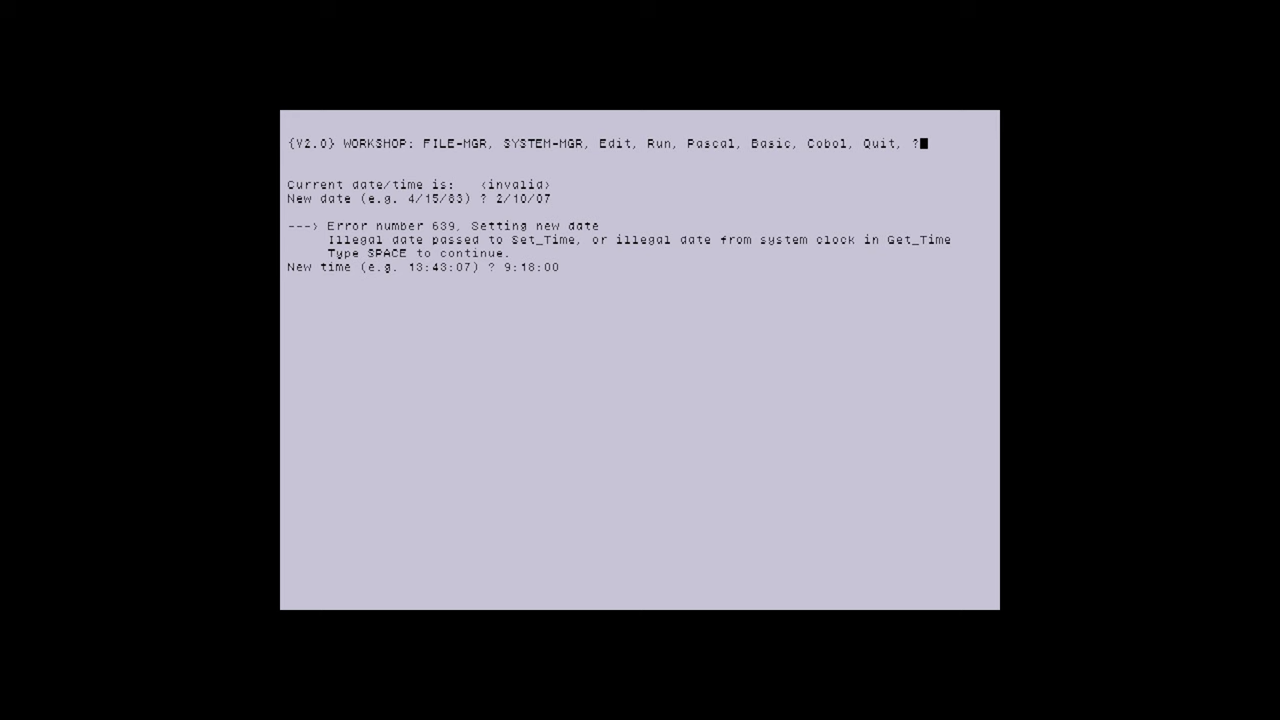 {V2.0} WORKSHOP: FILE-MGR, SYSTEM-MGR, Edit, Run, Pascal, Basic, Cobol, Quit, ?
Current date/time is: <invalid>
New date (e.g. 4/15/83) ? 2/10/07
---> Error number 639, Setting new date
Illegal date passed to Set_Time, or illegal date from system clock in Get_Time
Type SPACE to continue.
New time (e.g. 13:43:07) ? 9:18:00